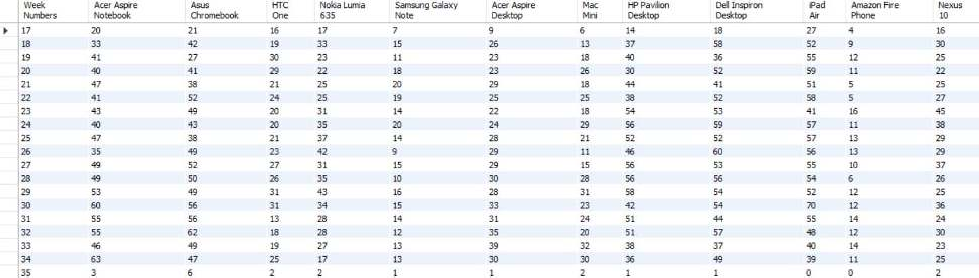 Week Numbers Acer Aspire Notebook Asus Chromebook HTC One Nokia Lumia 635 Samsung Galaxy Note Acer Aspire Desktop Mac Mini HP Pavilion Desktop Dell Inspiron Desktop iPad Air Amazon Fire Phone Nexus 10
17 20 21 16 17 7 9 6 14 18 27 4 16
18 33 42 19 33 15 26 13 37 58 52 9 30
19 41 27 30 23 11 23 18 40 36 55 12 25
20 40 41 29 22 18 23 26 30 52 59 11 22
21 47 38 21 25 20 29 18 44 41 51 5 25
22 41 52 24 25 19 25 25 38 52 58 5 27
23 43 49 20 31 14 22 18 54 53 41 16 45
24 40 43 20 35 20 24 29 56 59 57 11 38
25 47 38 21 37 14 28 21 52 52 57 13 29
26 35 49 23 42 9 29 11 46 60 56 13 29
27 49 52 27 31 15 29 15 56 53 55 10 37
28 49 50 26 35 10 30 28 56 56 54 6 26
29 53 49 31 43 16 28 31 58 54 52 12 25
30 60 56 31 34 15 33 23 42 54 70 12 36
31 55 56 13 28 14 31 24 51 44 55 14 24
32 55 62 18 28 12 35 20 51 57 48 12 30
33 46 49 19 27 13 39 32 38 37 40 14 23
34 63 47 25 17 13 30 30 36 49 39 11 25
35 3 6 2 2 1 1 2 1 1 0 0 2